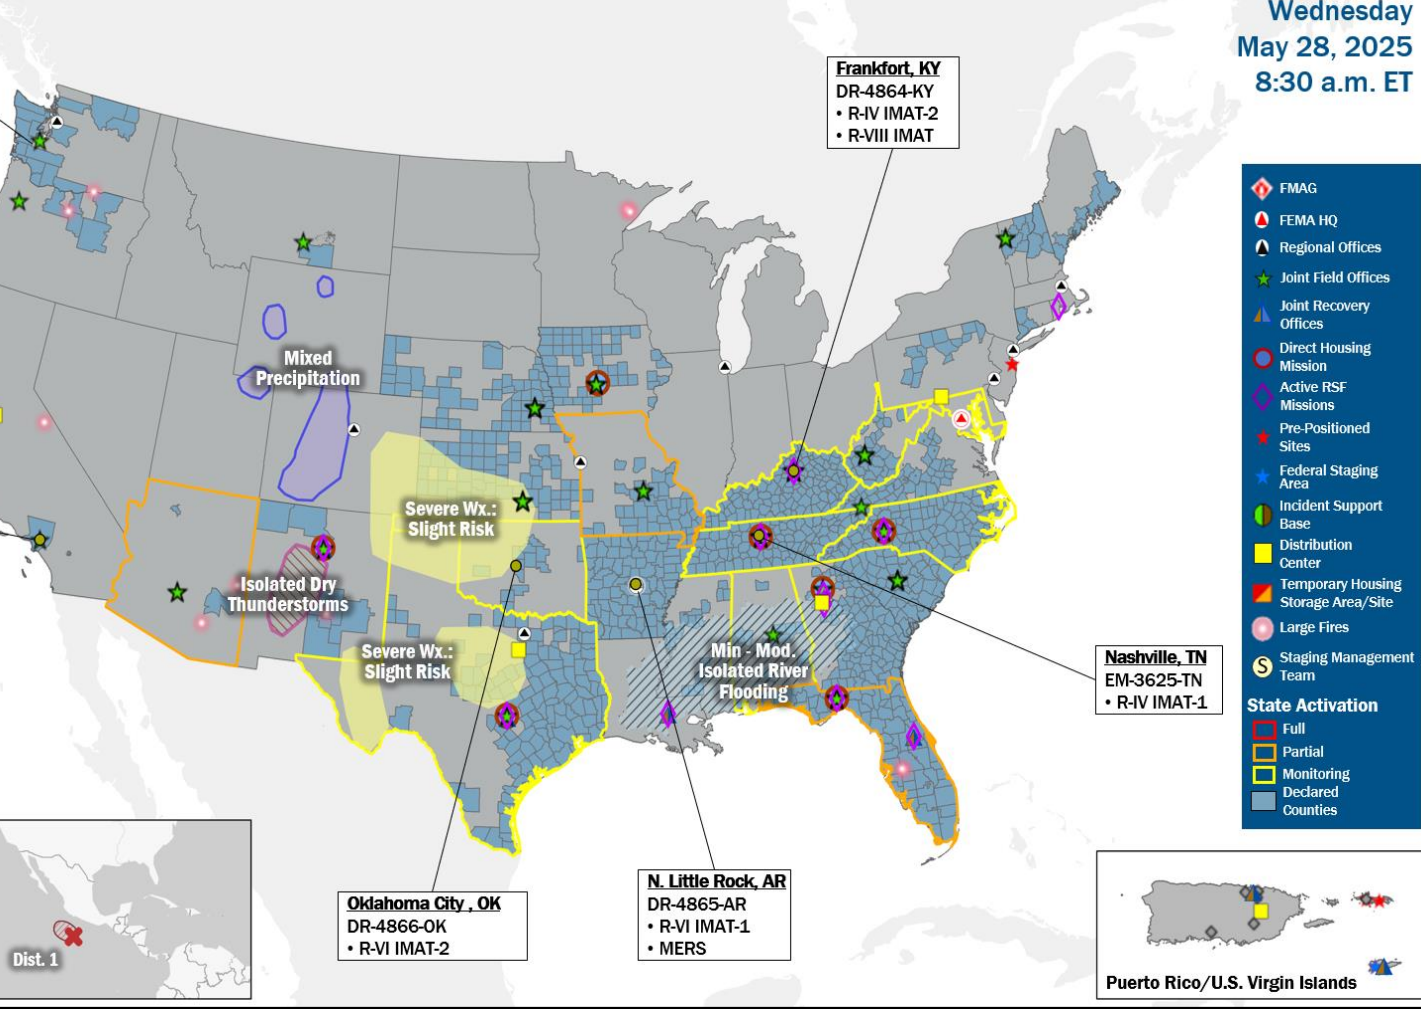 Wednesday
May 28, 2025
8:30 a.m. ET
Frankfort, KY
DR-4864-KY
• R-IV IMAT-2
• R-VIII IMAT
Mixed
Precipitation
Severe Wx.:
Slight Risk
Isolated Dry
Thunderstorms
Severe Wx.:
Slight Risk
Min - Mod.
Isolated River
Flooding
Nashville, TN
EM-3625-TN
• R-IV IMAT-1
Oklahoma City , OK
DR-4866-OK
• R-VI IMAT-2
N. Little Rock, AR
DR-4865-AR
• R-VI IMAT-1
• MERS
Dist. 1
Puerto Rico/U.S. Virgin Islands
FMAG
FEMA HQ
Regional Offices
Joint Field Offices
Joint Recovery
Offices
Direct Housing
Mission
Active RSF
Missions
Pre-Positioned
Sites
Federal Staging
Area
Incident Support
Base
Distribution
Center
Temporary Housing
Storage Area/Site
Large Fires
S Staging Management
Team
State Activation
Full
Partial
Monitoring
Declared
Counties